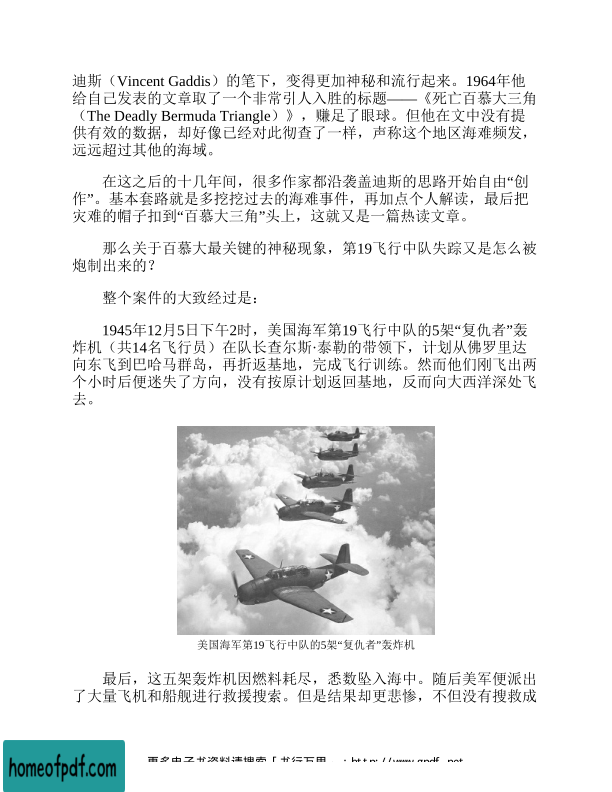 迪斯（Vincent Gaddis）的笔下，变得更加神秘和流行起来。1964年他
给自己发表的文章取了一个非常引人入胜的标题——《死亡百慕大三角
（The Deadly Bermuda Triangle）》，赚足了眼球。但他在文中没有提
供有效的数据，却好像已经对此彻查了一样，声称这个地区海难频发，
远远超过其他的海域。
在这之后的十几年间，很多作家都沿袭盖迪斯的思路开始自由“创
作”。基本套路就是多挖挖过去的海难事件，再加点个人解读，最后把
灾难的帽子扣到“百慕大三角”头上，这就又是一篇热读文章。
那么关于百慕大最关键的神秘现象，第19飞行中队失踪又是怎么被
炮制出来的？
整个案件的大致经过是：
1945年12月5日下午2时，美国海军第19飞行中队的5架“复仇者”轰
炸机（共14名飞行员）在队长查尔斯·泰勒的带领下，计划从佛罗里达
向东飞到巴哈马群岛，再折返基地，完成飞行训练。然而他们刚飞出两
个小时后便迷失了方向，没有按原计划返回基地，反而向大西洋深处飞
去。
美国海军第19飞行中队的5架“复仇者”轰炸机
最后，这五架轰炸机因燃料耗尽，悉数坠入海中。随后美军便派出
了大量飞机和船舰进行救援搜索。但是结果却更悲惨，不但没有搜救成
homeofpdf.com